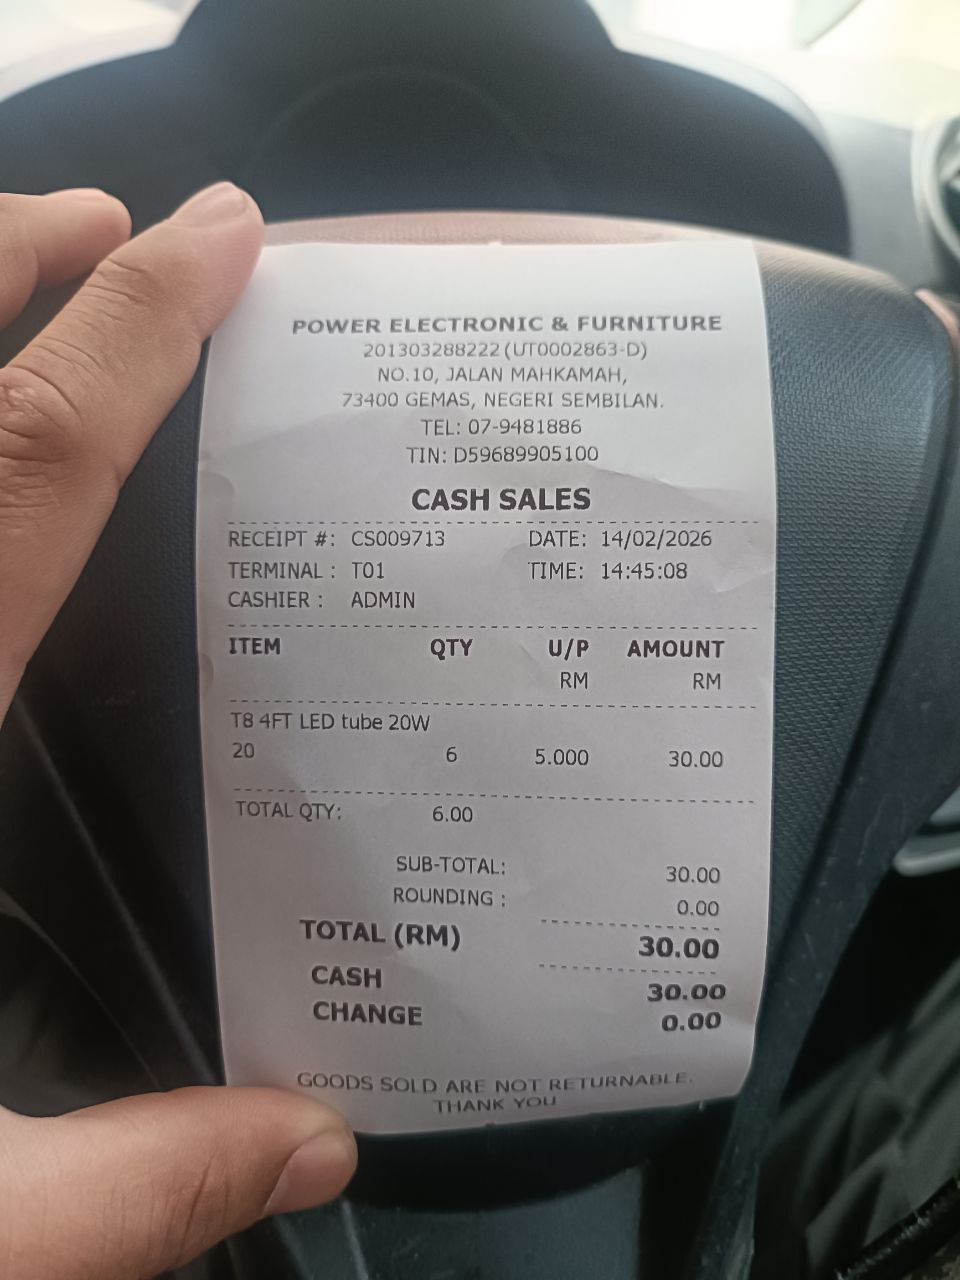 POWER ELECTRONIC & FURNITURE
201303288222 (UT0002863-D)
NO.10, JALAN MAHKAMAH,
73400 GEMAS, NEGERI SEMBILAN.
TEL: 07-9481886
TIN: D59689905100
CASH SALES
RECEIPT #: CS009713 DATE: 14/02/2026
TERMINAL : T01 TIME: 14:45:08
CASHIER : ADMIN
ITEM QTY U/P AMOUNT
RM RM
T8 4FT LED tube 20W
20 6 5.000 30.00
TOTAL QTY: 6.00
SUB-TOTAL: 30.00
ROUNDING : 0.00
TOTAL (RM) 30.00
CASH 30.00
CHANGE 0.00
GOODS SOLD ARE NOT RETURNABLE.
THANK YOU